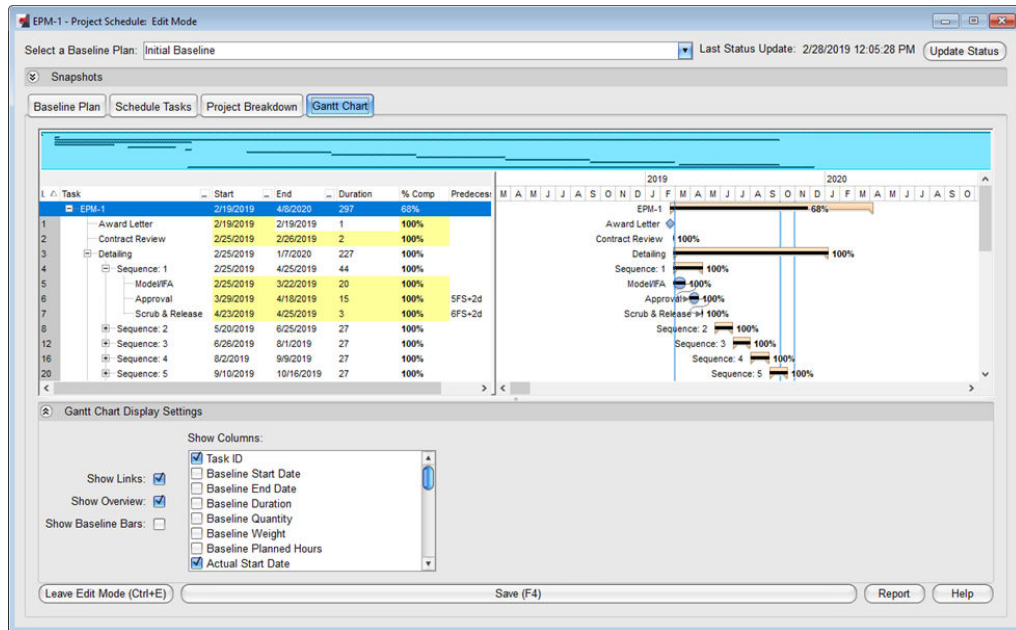 EPM-1 - Project Schedule: Edit Mode
Select a Baseline Plan: Initial Baseline Last Status Update: 2/28/2019 12:05:28 PM Update Status
Snapshots
Baseline Plan Schedule Tasks Project Breakdown Gantt Chart
2019 2020
I. Task Start End Duration % Comp Predecess M A M J J A S O N D J F M A M J J A S O N D J F M A M J J A S O
EPM-1 2/19/2019 4/8/2020 297 68% EPM-1 68%
1 Award Letter 2/19/2019 2/19/2019 1 100% Award Letter
2 Contract Review 2/25/2019 2/26/2019 2 100% Contract Review 100%
3 Detailing 2/25/2019 1/7/2020 227 100% Detailing 100%
4 Sequence: 1 2/25/2019 4/25/2019 44 100% Sequence: 1 100%
5 Model/IFA 2/25/2019 3/22/2019 20 100% Model/IFA 100%
6 Approval 3/29/2019 4/18/2019 15 100% 5FS+2d Approval 100%
7 Scrub & Release 4/23/2019 4/25/2019 3 100% 6FS+2d Scrub & Release 100%
8 Sequence: 2 5/20/2019 6/25/2019 27 100% Sequence: 2 100%
12 Sequence: 3 6/26/2019 8/1/2019 27 100% Sequence: 3 100%
16 Sequence: 4 8/2/2019 9/9/2019 27 100% Sequence: 4 100%
20 Sequence: 5 9/10/2019 10/16/2019 27 100% Sequence: 5 100%
Gantt Chart Display Settings
Show Columns:
Task ID
Baseline Start Date
Show Links: Baseline End Date
Show Overview: Baseline Duration
Baseline Quantity
Show Baseline Bars: Baseline Weight
Baseline Planned Hours
Actual Start Date
Leave Edit Mode (Ctrl+E) Save (F4) Report Help